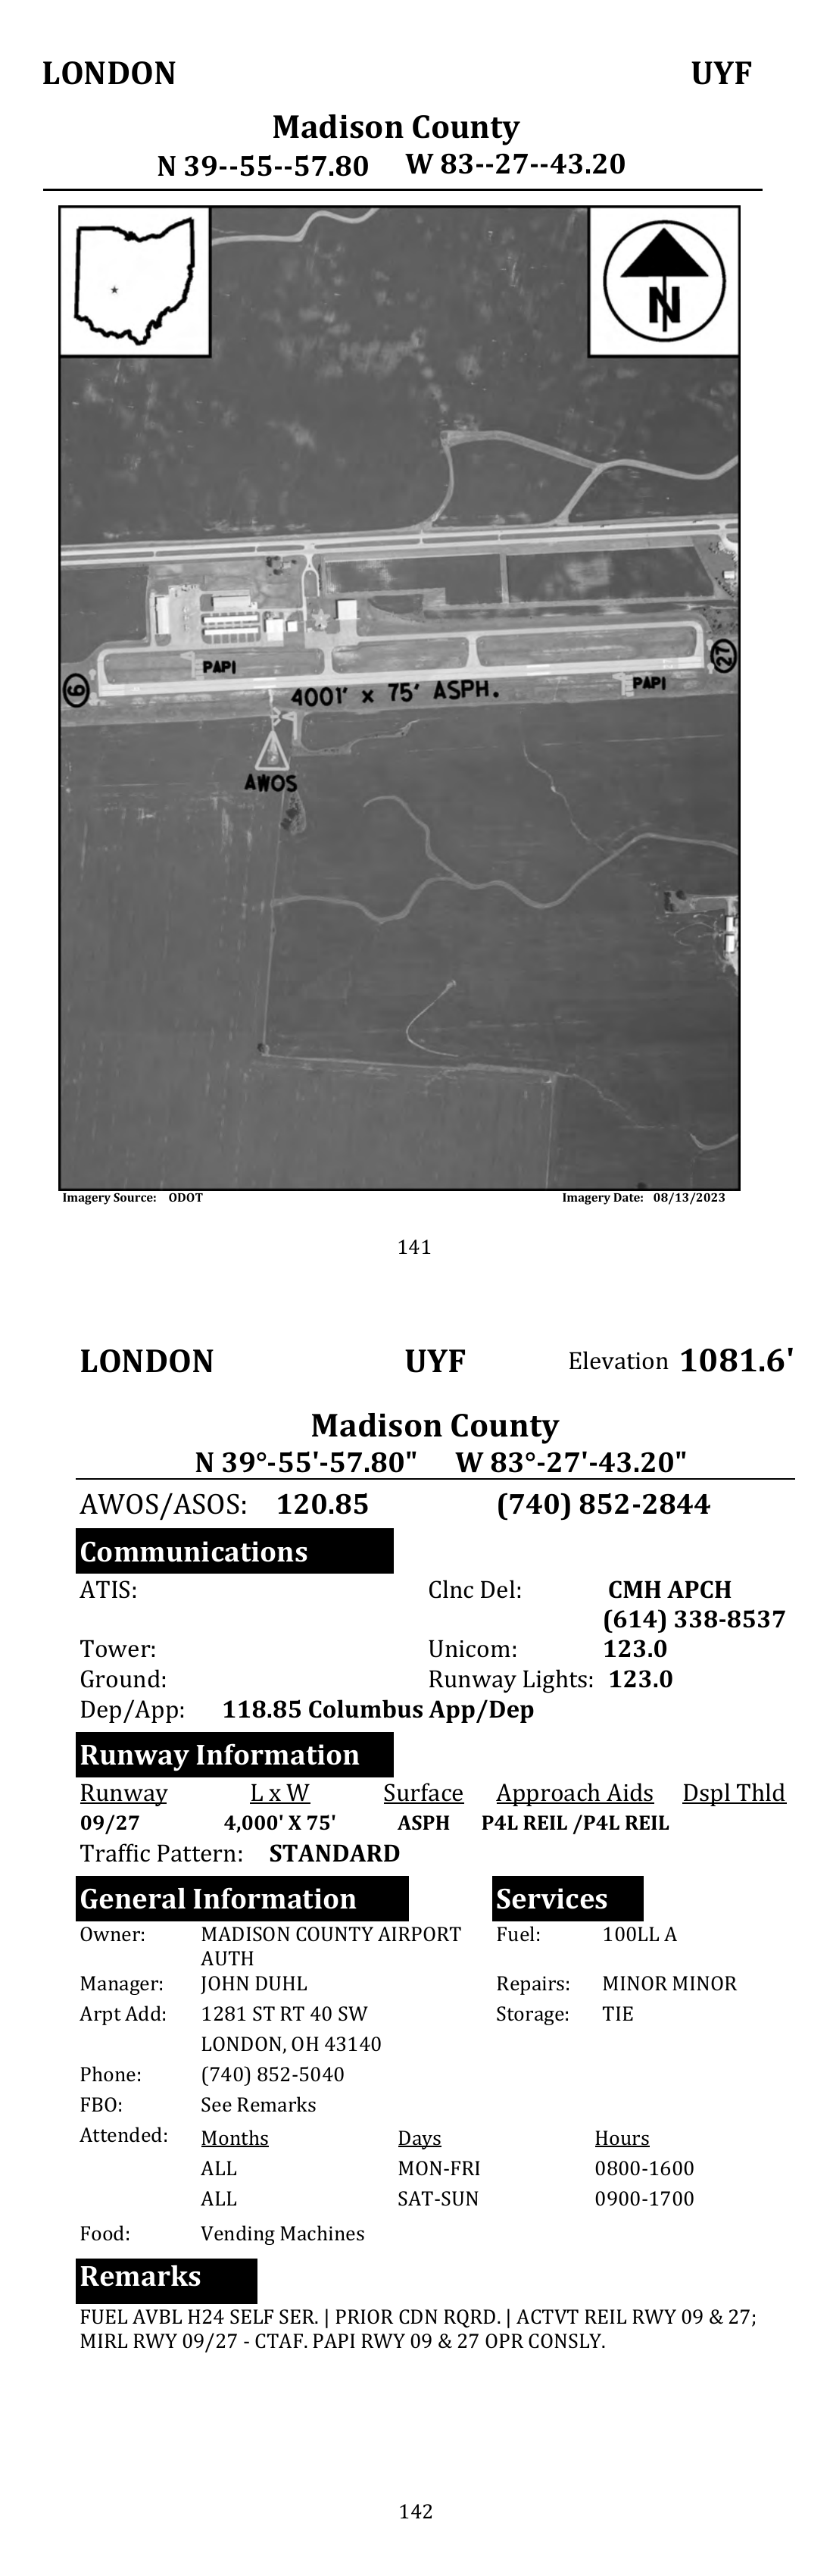 LONDON UYF
Madison County
N 39--55--57.80 W 83--27--43.20
N
PAPI
9
27
4001' x 75' ASPH.
PAPI
AWOS
Imagery Source: ODOT Imagery Date: 08/13/2023
141
LONDON UYF Elevation 1081.6'
Madison County
N 39°-55'-57.80" W 83°-27'-43.20"
AWOS/ASOS: 120.85 (740) 852-2844
Communications
ATIS: Clnc Del: CMH APCH
(614) 338-8537
Tower: Unicom: 123.0
Ground: Runway Lights: 123.0
Dep/App: 118.85 Columbus App/Dep
Runway Information
Runway L x W Surface Approach Aids Dspl Thld
09/27 4,000' X 75' ASPH P4L REIL /P4L REIL
Traffic Pattern: STANDARD
General Information Services
Owner: MADISON COUNTY AIRPORT Fuel: 100LL A
AUTH
Manager: JOHN DUHL Repairs: MINOR MINOR
Arpt Add: 1281 ST RT 40 SW Storage: TIE
LONDON, OH 43140
Phone: (740) 852-5040
FBO: See Remarks
Attended: Months Days Hours
ALL MON-FRI 0800-1600
ALL SAT-SUN 0900-1700
Food: Vending Machines
Remarks
FUEL AVBL H24 SELF SER. | PRIOR CDN RQRD. | ACTVT REIL RWY 09 & 27;
MIRL RWY 09/27 - CTAF. PAPI RWY 09 & 27 OPR CONSLY.
142